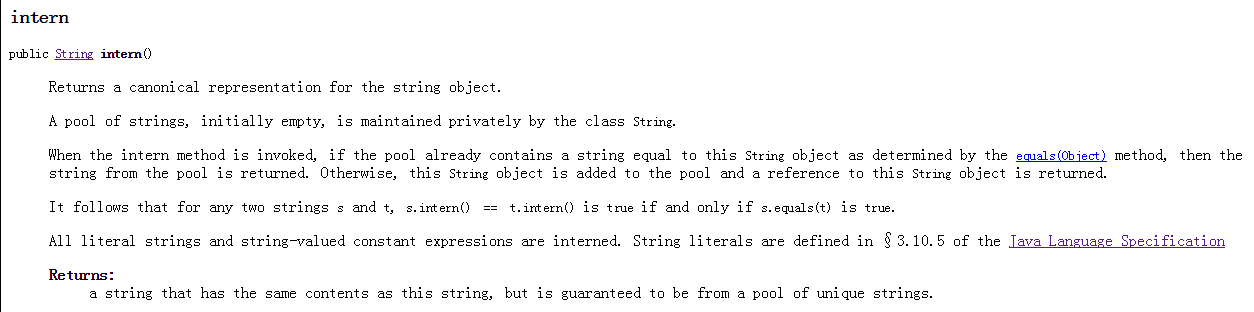 intern
public String intern()
Returns a canonical representation for the string object.
A pool of strings, initially empty, is maintained privately by the class String.
When the intern method is invoked, if the pool already contains a string equal to this String object as determined by the equals(Object) method, then the
string from the pool is returned. Otherwise, this String object is added to the pool and a reference to this String object is returned.
It follows that for any two strings s and t, s.intern() == t.intern() is true if and only if s.equals(t) is true.
All literal strings and string-valued constant expressions are interned. String literals are defined in §3.10.5 of the Java Language Specification
Returns:
a string that has the same contents as this string, but is guaranteed to be from a pool of unique strings.